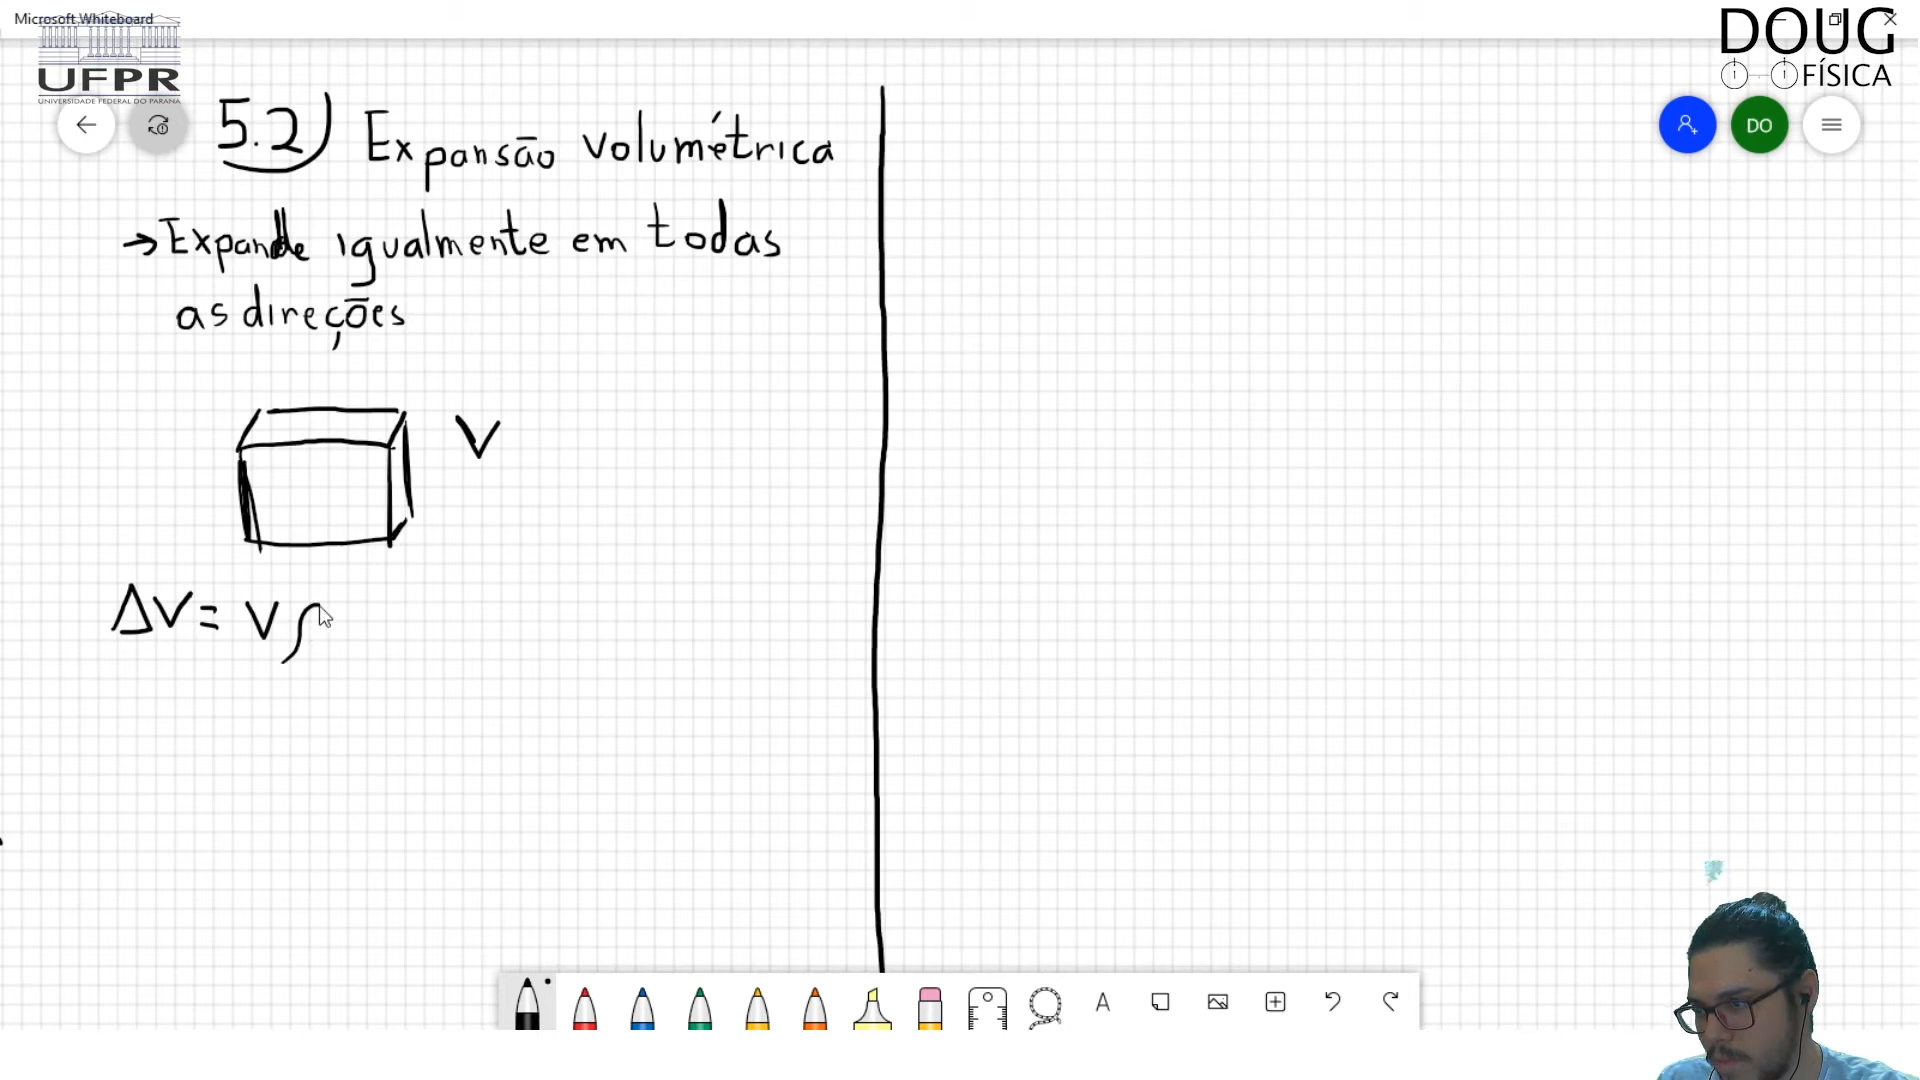 Microsoft Whiteboard
UFPR
UNIVERSIDADE FEDERAL DO PARANÁ
DOUG
FÍSICA
DO
5.2) Expansão volumétrica
→ Expande igualmente em todas
as direções
V
ΔV = V
A